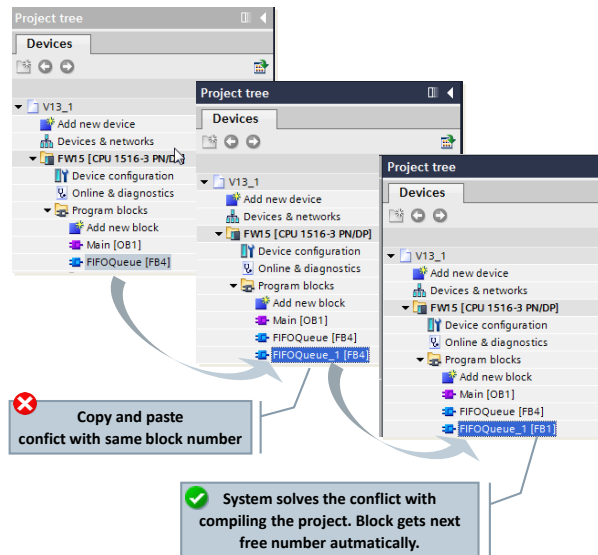 Project tree
Devices
V13_1
Add new device
Devices & networks
FW15 [CPU 1516-3 PN/DP]
Device configuration
Online & diagnostics
Program blocks
Add new block
Main [OB1]
FIFOQueue [FB4]
Project tree
Devices
V13_1
Add new device
Devices & networks
FW15 [CPU 1516-3 PN/DP]
Device configuration
Online & diagnostics
Program blocks
Add new block
Main [OB1]
FIFOQueue [FB4]
FIFOQueue_1 [FB4]
Project tree
Devices
V13_1
Add new device
Devices & networks
FW15 [CPU 1516-3 PN/DP]
Device configuration
Online & diagnostics
Program blocks
Add new block
Main [OB1]
FIFOQueue [FB4]
FIFOQueue_1 [FB1]
Copy and paste
confict with same block number
System solves the conflict with
compiling the project. Block gets next
free number autmatically.